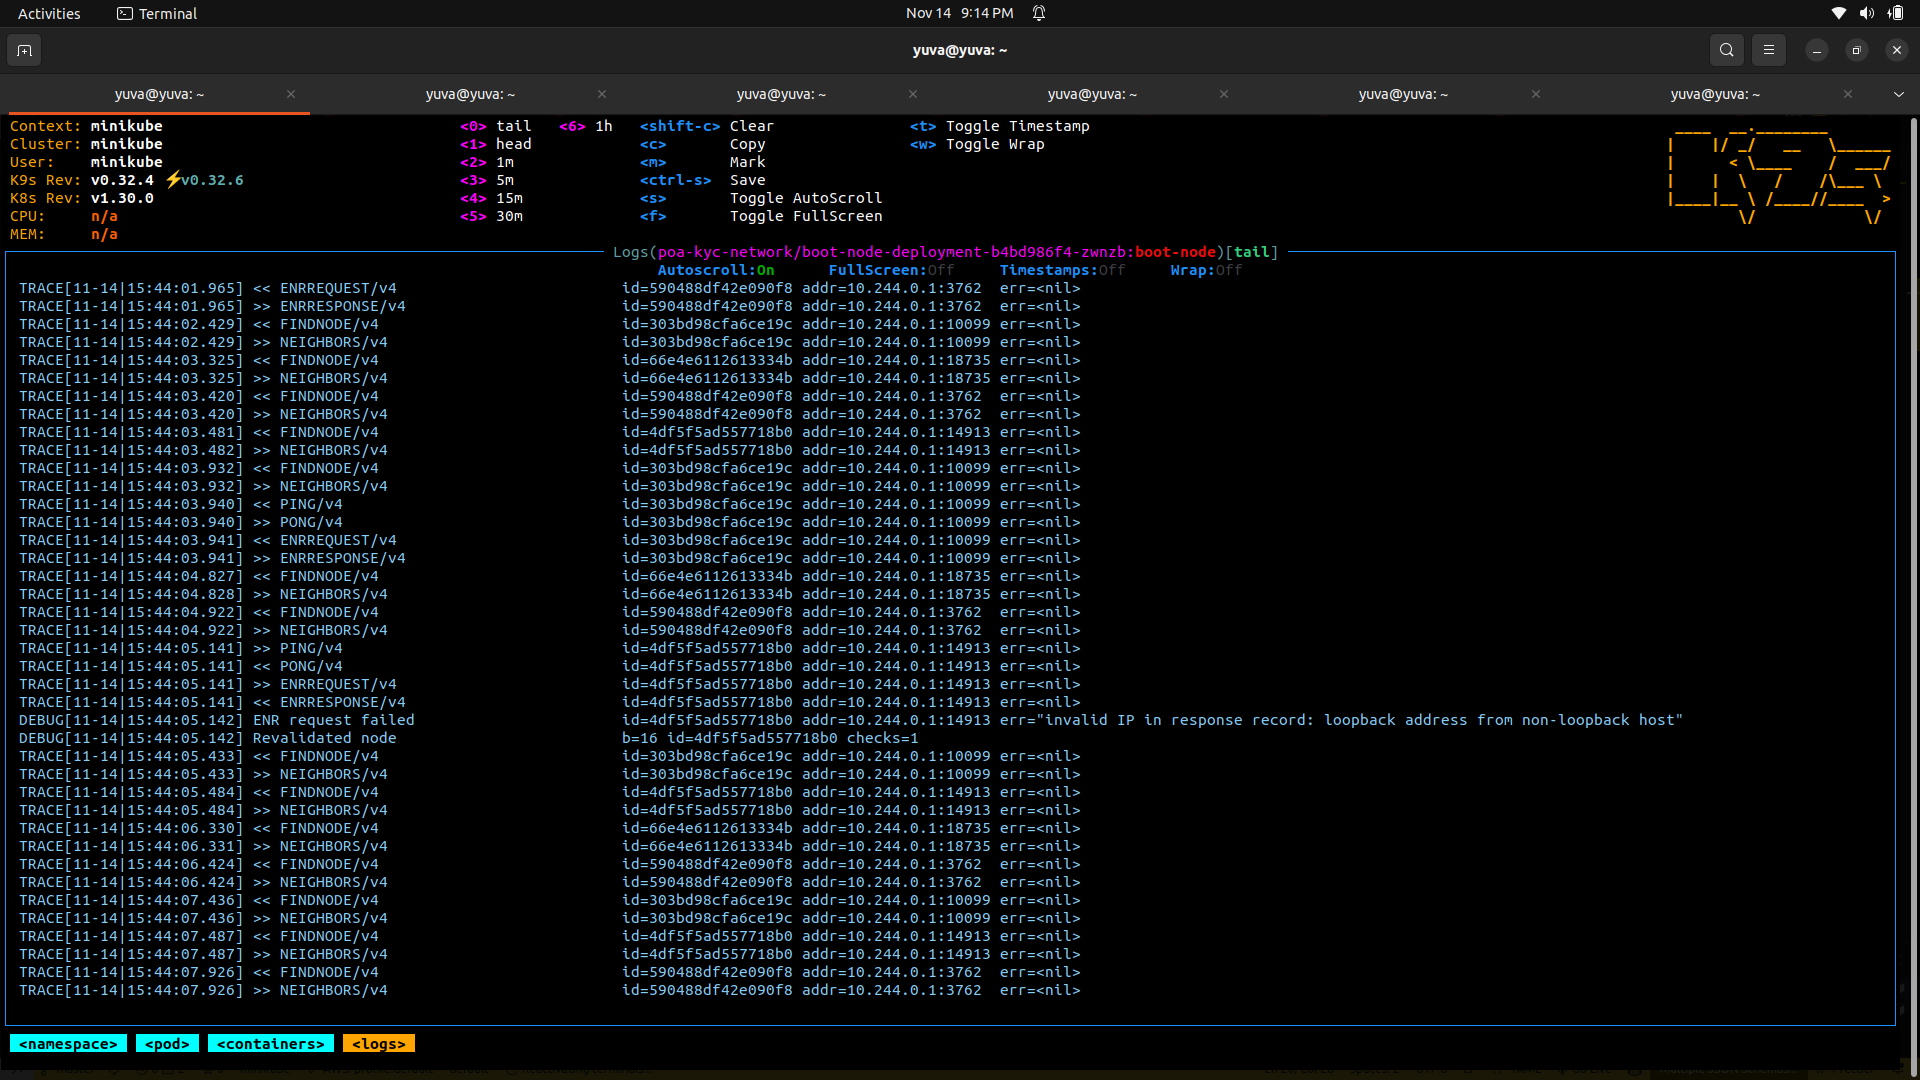 Activities Terminal Nov 14 9:14 PM
yuva@yuva: ~
yuva@yuva: ~ yuva@yuva: ~ yuva@yuva: ~ yuva@yuva: ~ yuva@yuva: ~ yuva@yuva: ~
Context: minikube <0> tail <6> 1h <shift-c> Clear <t> Toggle Timestamp
Cluster: minikube <1> head <c> Copy <w> Toggle Wrap
User: minikube <2> 1m <m> Mark
K9s Rev: v0.32.4 ⚡v0.32.6 <3> 5m <ctrl-s> Save
K8s Rev: v1.30.0 <4> 15m <s> Toggle AutoScroll
CPU: n/a <5> 30m <f> Toggle FullScreen
MEM: n/a
Logs(poa-kyc-network/boot-node-deployment-b4bd986f4-zwnzb:boot-node)[tail]
Autoscroll:On FullScreen:Off Timestamps:Off Wrap:Off
TRACE[11-14|15:44:01.965] << ENRREQUEST/v4 id=590488df42e090f8 addr=10.244.0.1:3762 err=<nil>
TRACE[11-14|15:44:01.965] >> ENRRESPONSE/v4 id=590488df42e090f8 addr=10.244.0.1:3762 err=<nil>
TRACE[11-14|15:44:02.429] << FINDNODE/v4 id=303bd98cfa6ce19c addr=10.244.0.1:10099 err=<nil>
TRACE[11-14|15:44:02.429] >> NEIGHBORS/v4 id=303bd98cfa6ce19c addr=10.244.0.1:10099 err=<nil>
TRACE[11-14|15:44:03.325] << FINDNODE/v4 id=66e4e6112613334b addr=10.244.0.1:18735 err=<nil>
TRACE[11-14|15:44:03.325] >> NEIGHBORS/v4 id=66e4e6112613334b addr=10.244.0.1:18735 err=<nil>
TRACE[11-14|15:44:03.420] << FINDNODE/v4 id=590488df42e090f8 addr=10.244.0.1:3762 err=<nil>
TRACE[11-14|15:44:03.420] >> NEIGHBORS/v4 id=590488df42e090f8 addr=10.244.0.1:3762 err=<nil>
TRACE[11-14|15:44:03.481] << FINDNODE/v4 id=4df5f5ad557718b0 addr=10.244.0.1:14913 err=<nil>
TRACE[11-14|15:44:03.482] >> NEIGHBORS/v4 id=4df5f5ad557718b0 addr=10.244.0.1:14913 err=<nil>
TRACE[11-14|15:44:03.932] << FINDNODE/v4 id=303bd98cfa6ce19c addr=10.244.0.1:10099 err=<nil>
TRACE[11-14|15:44:03.932] >> NEIGHBORS/v4 id=303bd98cfa6ce19c addr=10.244.0.1:10099 err=<nil>
TRACE[11-14|15:44:03.940] << PING/v4 id=303bd98cfa6ce19c addr=10.244.0.1:10099 err=<nil>
TRACE[11-14|15:44:03.940] >> PONG/v4 id=303bd98cfa6ce19c addr=10.244.0.1:10099 err=<nil>
TRACE[11-14|15:44:03.941] << ENRREQUEST/v4 id=303bd98cfa6ce19c addr=10.244.0.1:10099 err=<nil>
TRACE[11-14|15:44:03.941] >> ENRRESPONSE/v4 id=303bd98cfa6ce19c addr=10.244.0.1:10099 err=<nil>
TRACE[11-14|15:44:04.827] << FINDNODE/v4 id=66e4e6112613334b addr=10.244.0.1:18735 err=<nil>
TRACE[11-14|15:44:04.828] >> NEIGHBORS/v4 id=66e4e6112613334b addr=10.244.0.1:18735 err=<nil>
TRACE[11-14|15:44:04.922] << FINDNODE/v4 id=590488df42e090f8 addr=10.244.0.1:3762 err=<nil>
TRACE[11-14|15:44:04.922] >> NEIGHBORS/v4 id=590488df42e090f8 addr=10.244.0.1:3762 err=<nil>
TRACE[11-14|15:44:05.141] >> PING/v4 id=4df5f5ad557718b0 addr=10.244.0.1:14913 err=<nil>
TRACE[11-14|15:44:05.141] << PONG/v4 id=4df5f5ad557718b0 addr=10.244.0.1:14913 err=<nil>
TRACE[11-14|15:44:05.141] >> ENRREQUEST/v4 id=4df5f5ad557718b0 addr=10.244.0.1:14913 err=<nil>
TRACE[11-14|15:44:05.141] << ENRRESPONSE/v4 id=4df5f5ad557718b0 addr=10.244.0.1:14913 err=<nil>
DEBUG[11-14|15:44:05.142] ENR request failed id=4df5f5ad557718b0 addr=10.244.0.1:14913 err="invalid IP in response record: loopback address from non-loopback host"
DEBUG[11-14|15:44:05.142] Revalidated node b=16 id=4df5f5ad557718b0 checks=1
TRACE[11-14|15:44:05.433] << FINDNODE/v4 id=303bd98cfa6ce19c addr=10.244.0.1:10099 err=<nil>
TRACE[11-14|15:44:05.433] >> NEIGHBORS/v4 id=303bd98cfa6ce19c addr=10.244.0.1:10099 err=<nil>
TRACE[11-14|15:44:05.484] << FINDNODE/v4 id=4df5f5ad557718b0 addr=10.244.0.1:14913 err=<nil>
TRACE[11-14|15:44:05.484] >> NEIGHBORS/v4 id=4df5f5ad557718b0 addr=10.244.0.1:14913 err=<nil>
TRACE[11-14|15:44:06.330] << FINDNODE/v4 id=66e4e6112613334b addr=10.244.0.1:18735 err=<nil>
TRACE[11-14|15:44:06.331] >> NEIGHBORS/v4 id=66e4e6112613334b addr=10.244.0.1:18735 err=<nil>
TRACE[11-14|15:44:06.424] << FINDNODE/v4 id=590488df42e090f8 addr=10.244.0.1:3762 err=<nil>
TRACE[11-14|15:44:06.424] >> NEIGHBORS/v4 id=590488df42e090f8 addr=10.244.0.1:3762 err=<nil>
TRACE[11-14|15:44:07.436] << FINDNODE/v4 id=303bd98cfa6ce19c addr=10.244.0.1:10099 err=<nil>
TRACE[11-14|15:44:07.436] >> NEIGHBORS/v4 id=303bd98cfa6ce19c addr=10.244.0.1:10099 err=<nil>
TRACE[11-14|15:44:07.487] << FINDNODE/v4 id=4df5f5ad557718b0 addr=10.244.0.1:14913 err=<nil>
TRACE[11-14|15:44:07.487] >> NEIGHBORS/v4 id=4df5f5ad557718b0 addr=10.244.0.1:14913 err=<nil>
TRACE[11-14|15:44:07.926] << FINDNODE/v4 id=590488df42e090f8 addr=10.244.0.1:3762 err=<nil>
TRACE[11-14|15:44:07.926] >> NEIGHBORS/v4 id=590488df42e090f8 addr=10.244.0.1:3762 err=<nil>
<namespace> <pod> <containers> <logs>